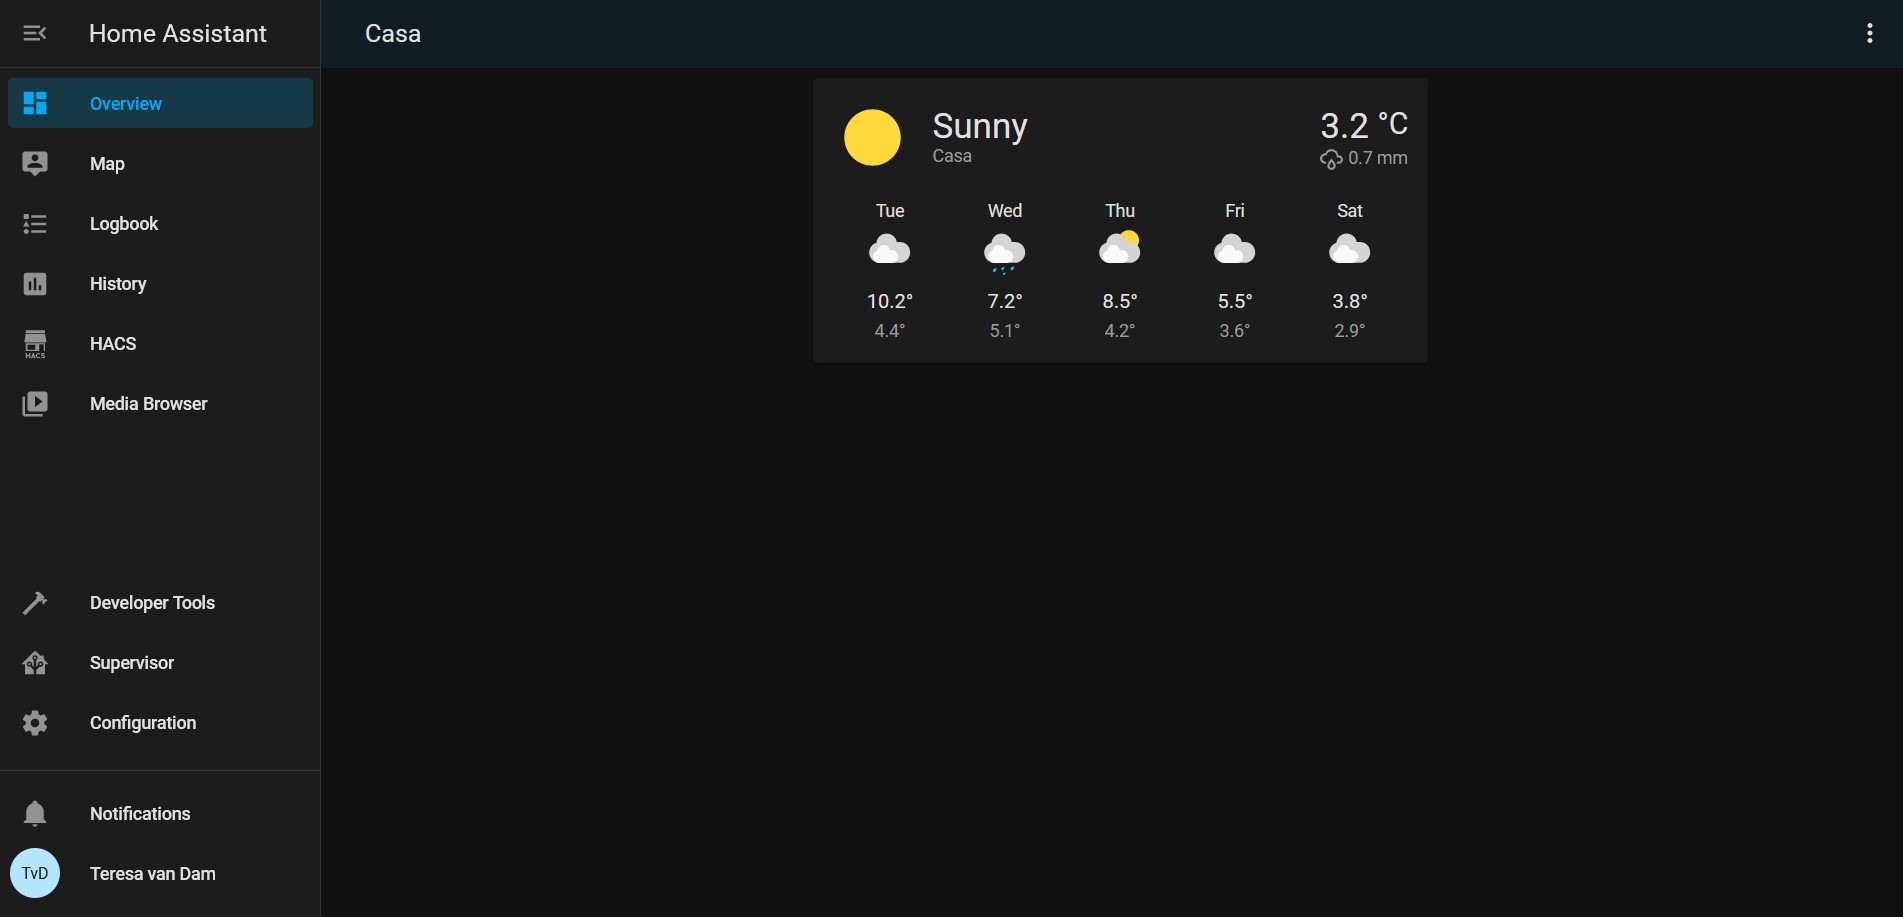 Home Assistant
Casa
Overview
Map
Logbook
History
HACS
HACS
Media Browser
Developer Tools
Supervisor
Configuration
Notifications
TvD
Teresa van Dam
Sunny
Casa
3.2 °C
0.7 mm
Tue Wed Thu Fri Sat
10.2° 7.2° 8.5° 5.5° 3.8°
4.4° 5.1° 4.2° 3.6° 2.9°